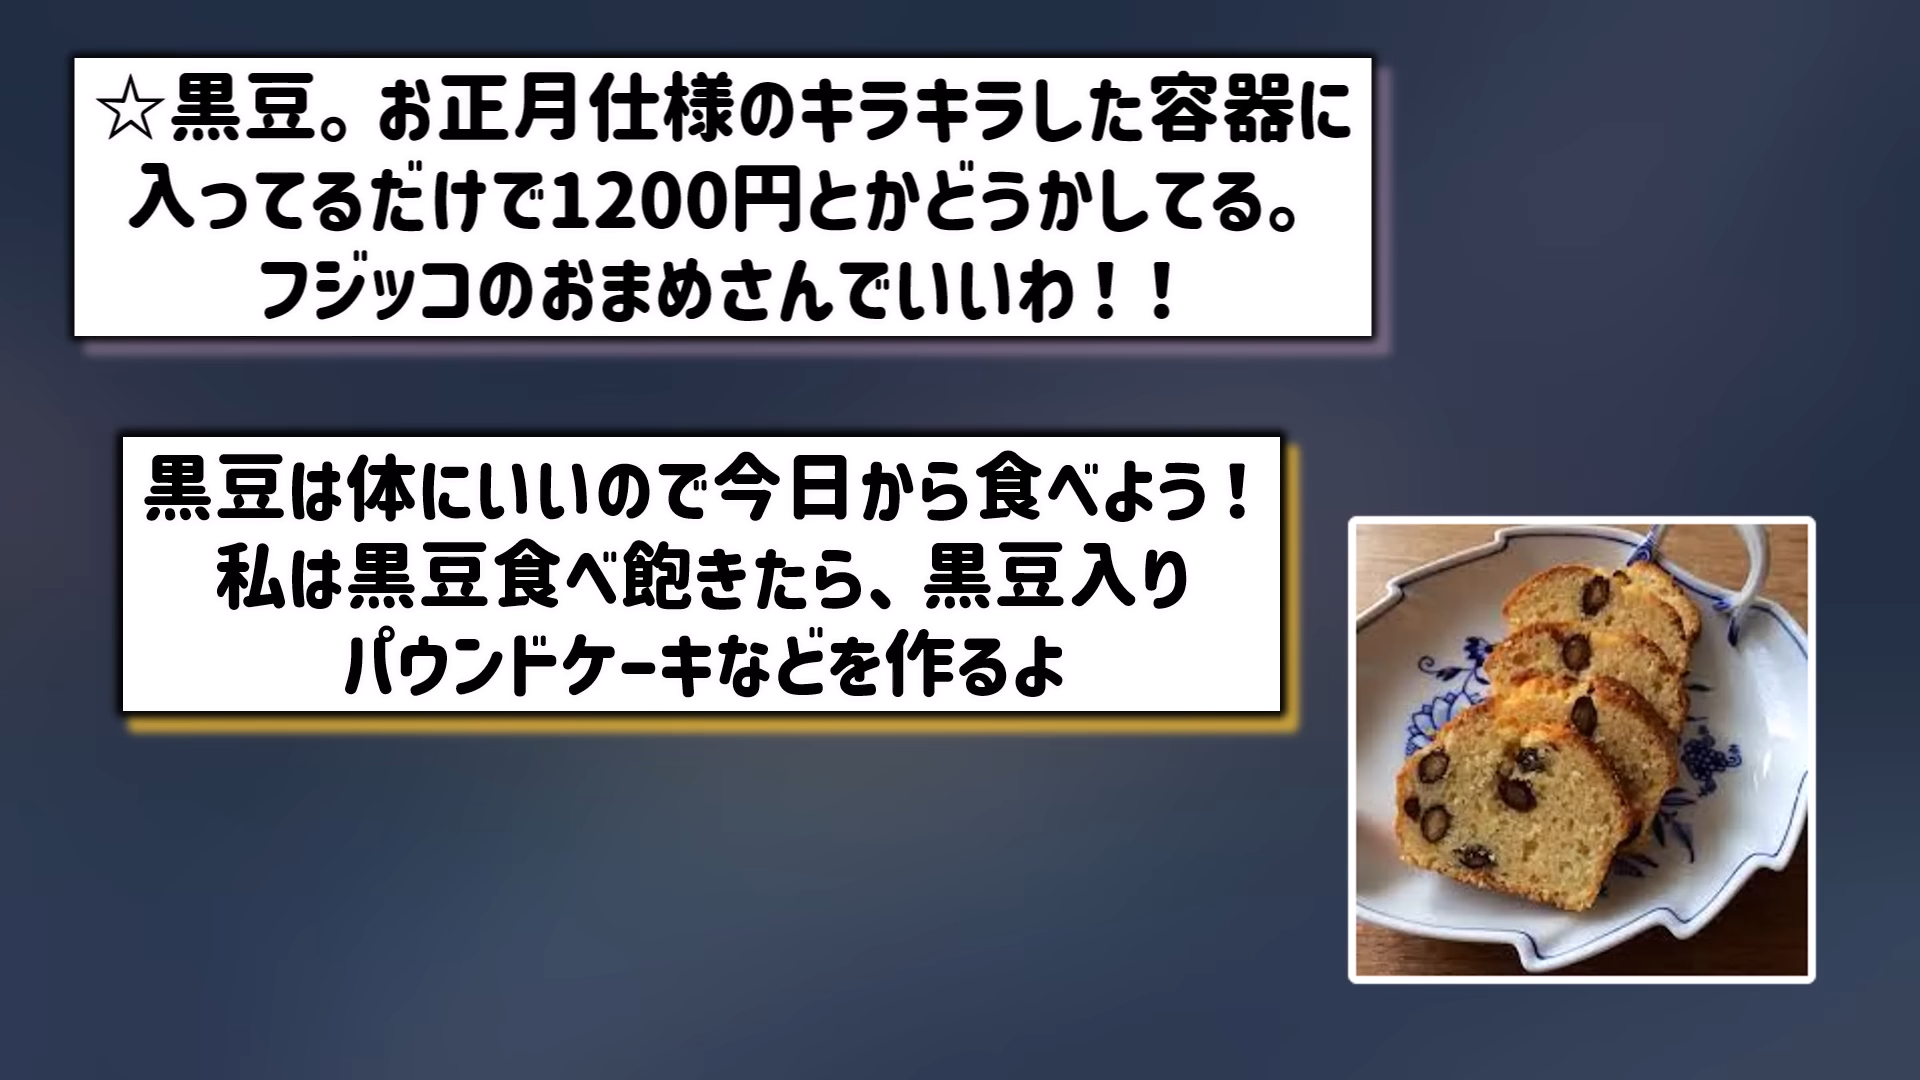 ☆黒豆。お正月仕様のキラキラした容器に
入ってるだけで1200円とかどうかしてる。
フジッコのおまめさんでいいわ！！
黒豆は体にいいので今日から食べよう！
私は黒豆食べ飽きたら、黒豆入り
パウンドケーキなどを作るよ